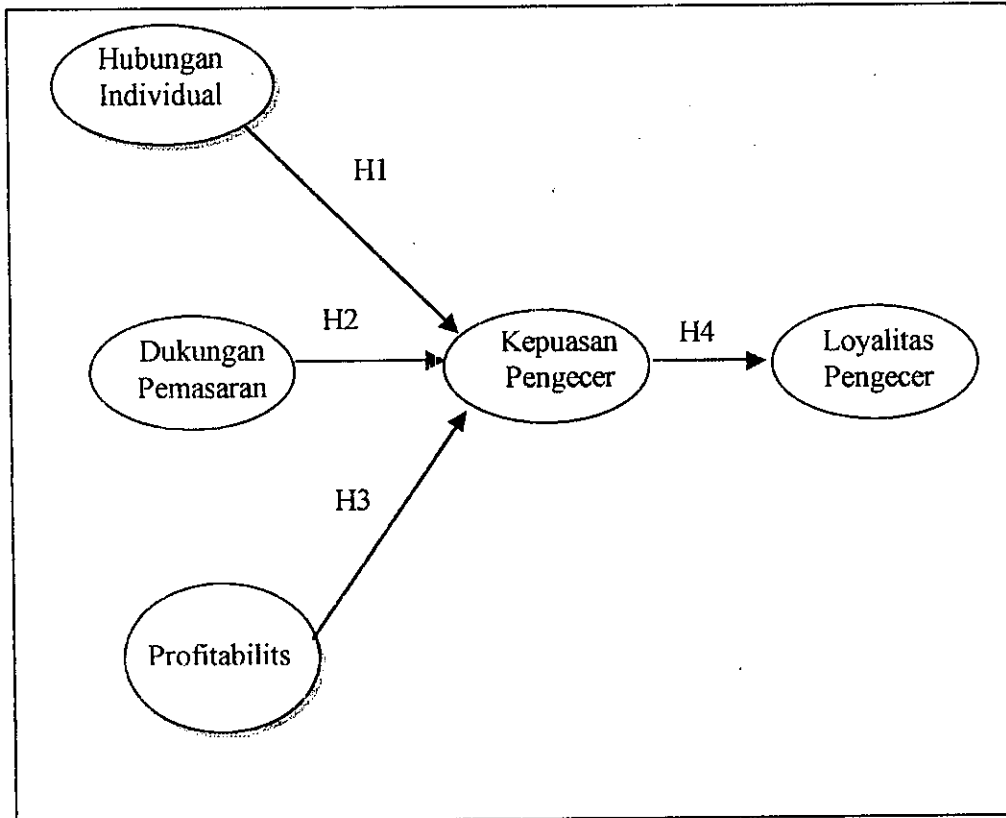 Hubungan
Individual
H1
H2
Dukungan
Pemasaran
Kepuasan
Pengecer
H4
Loyalitas
Pengecer
H3
Profitabilits